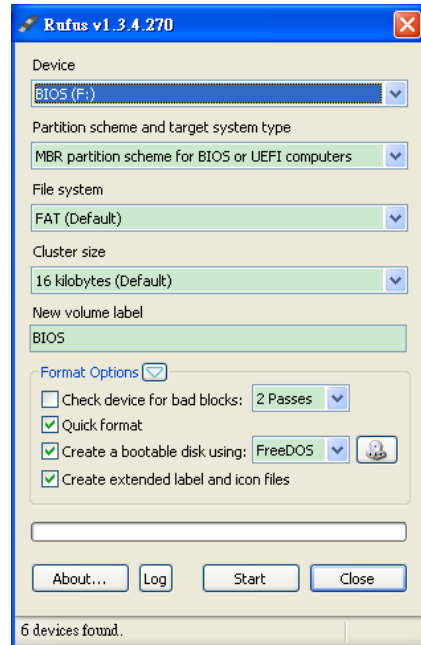 Rufus v1.3.4.270
Device
BIOS (F:)
Partition scheme and target system type
MBR partition scheme for BIOS or UEFI computers
File system
FAT (Default)
Cluster size
16 kilobytes (Default)
New volume label
BIOS
Format Options
Check device for bad blocks: 2 Passes
Quick format
Create a bootable disk using: FreeDOS
Create extended label and icon files
About... Log Start Close
6 devices found.